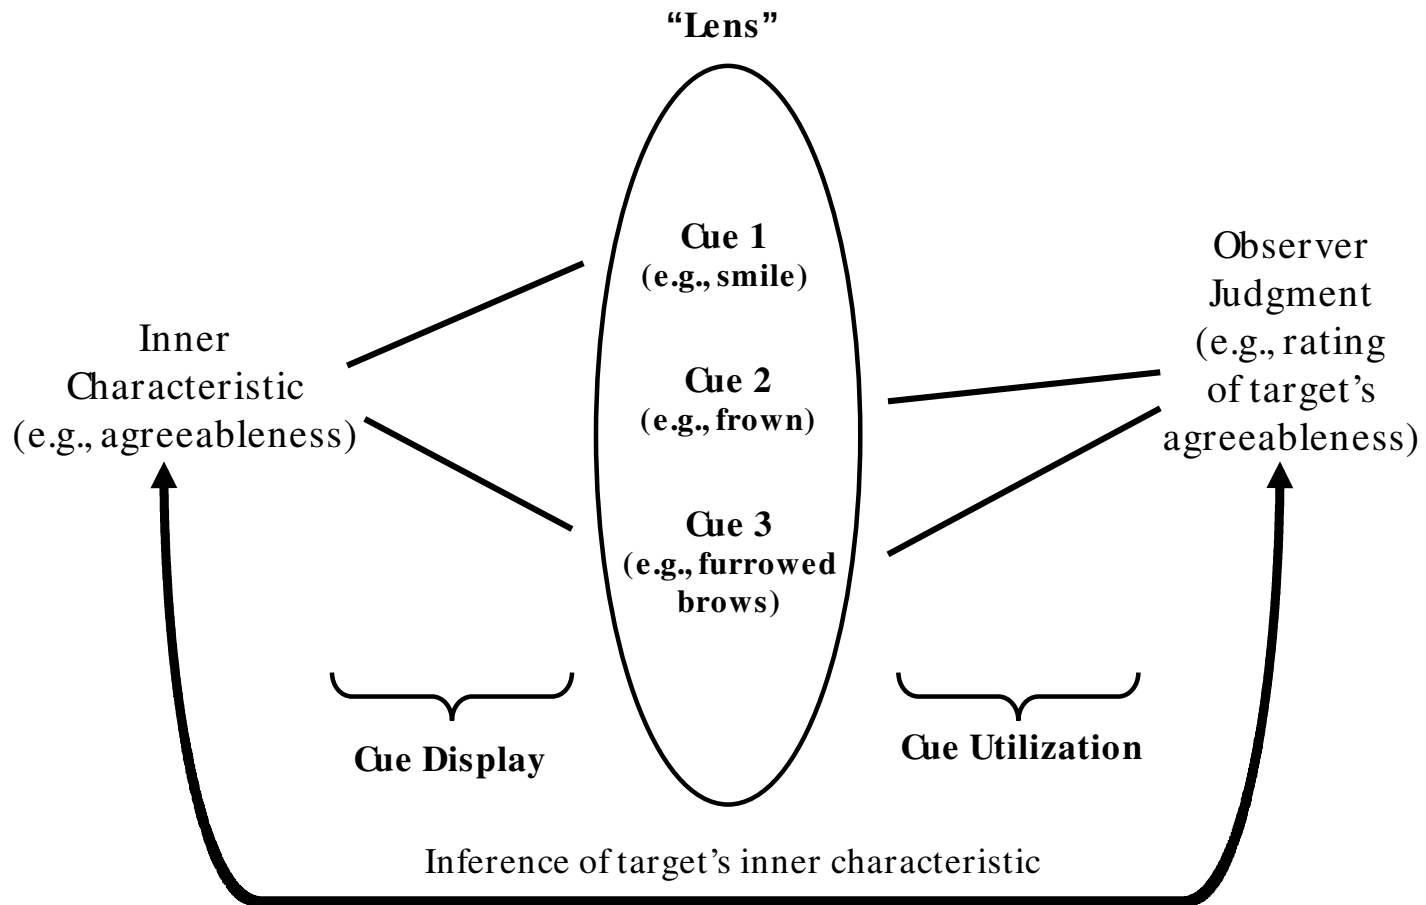 “Lens”
Cue 1
(e.g., smile)
Cue 2
(e.g., frown)
Cue 3
(e.g., furrowed
brows)
Inner
Characteristic
(e.g., agreeableness)
Observer
Judgment
(e.g., rating
of target’s
agreeableness)
Cue Display
Cue Utilization
Inference of target’s inner characteristic